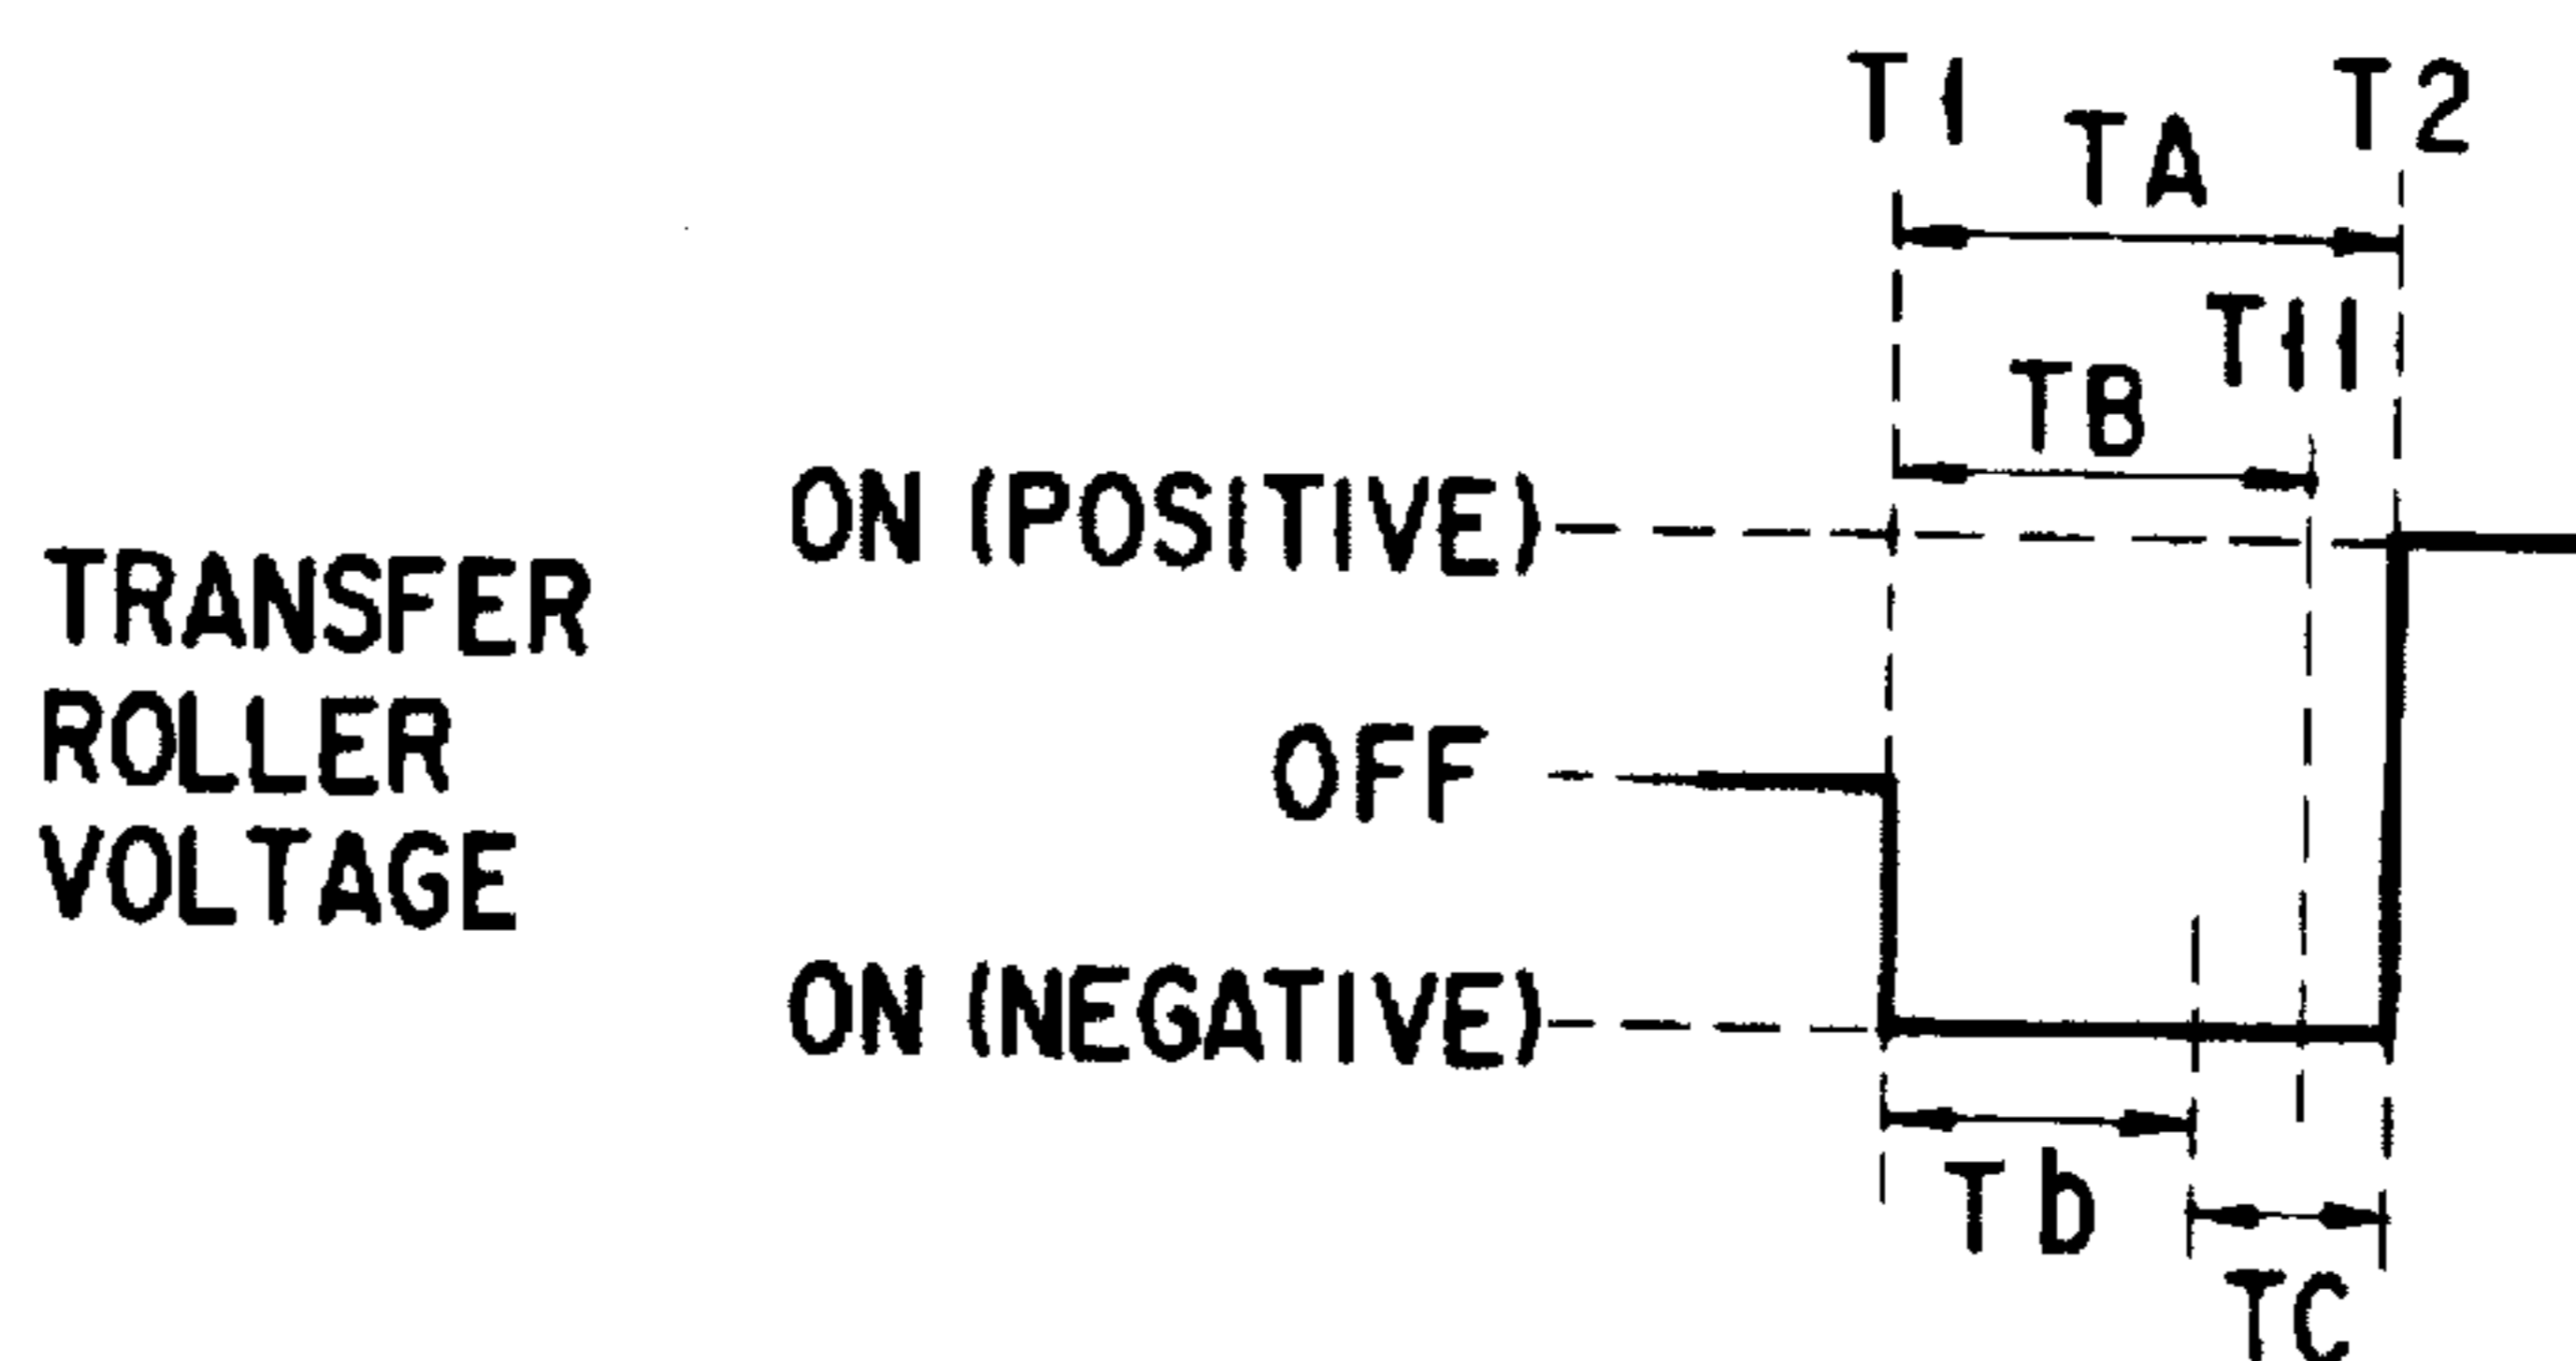 T1
T2
TA
T11
TB
ON (POSITIVE)
TRANSFER
ROLLER
VOLTAGE
OFF
ON (NEGATIVE)
Tb
TC